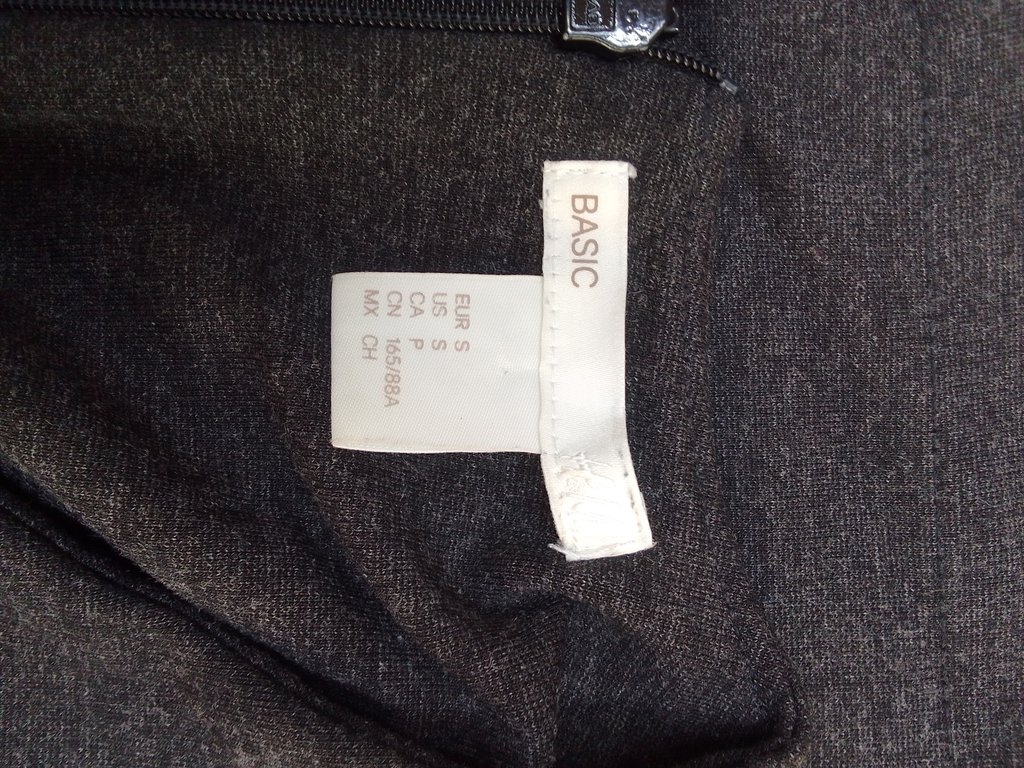 BASIC
EUR S
US S
CA P
CN 165/88A
MX CH